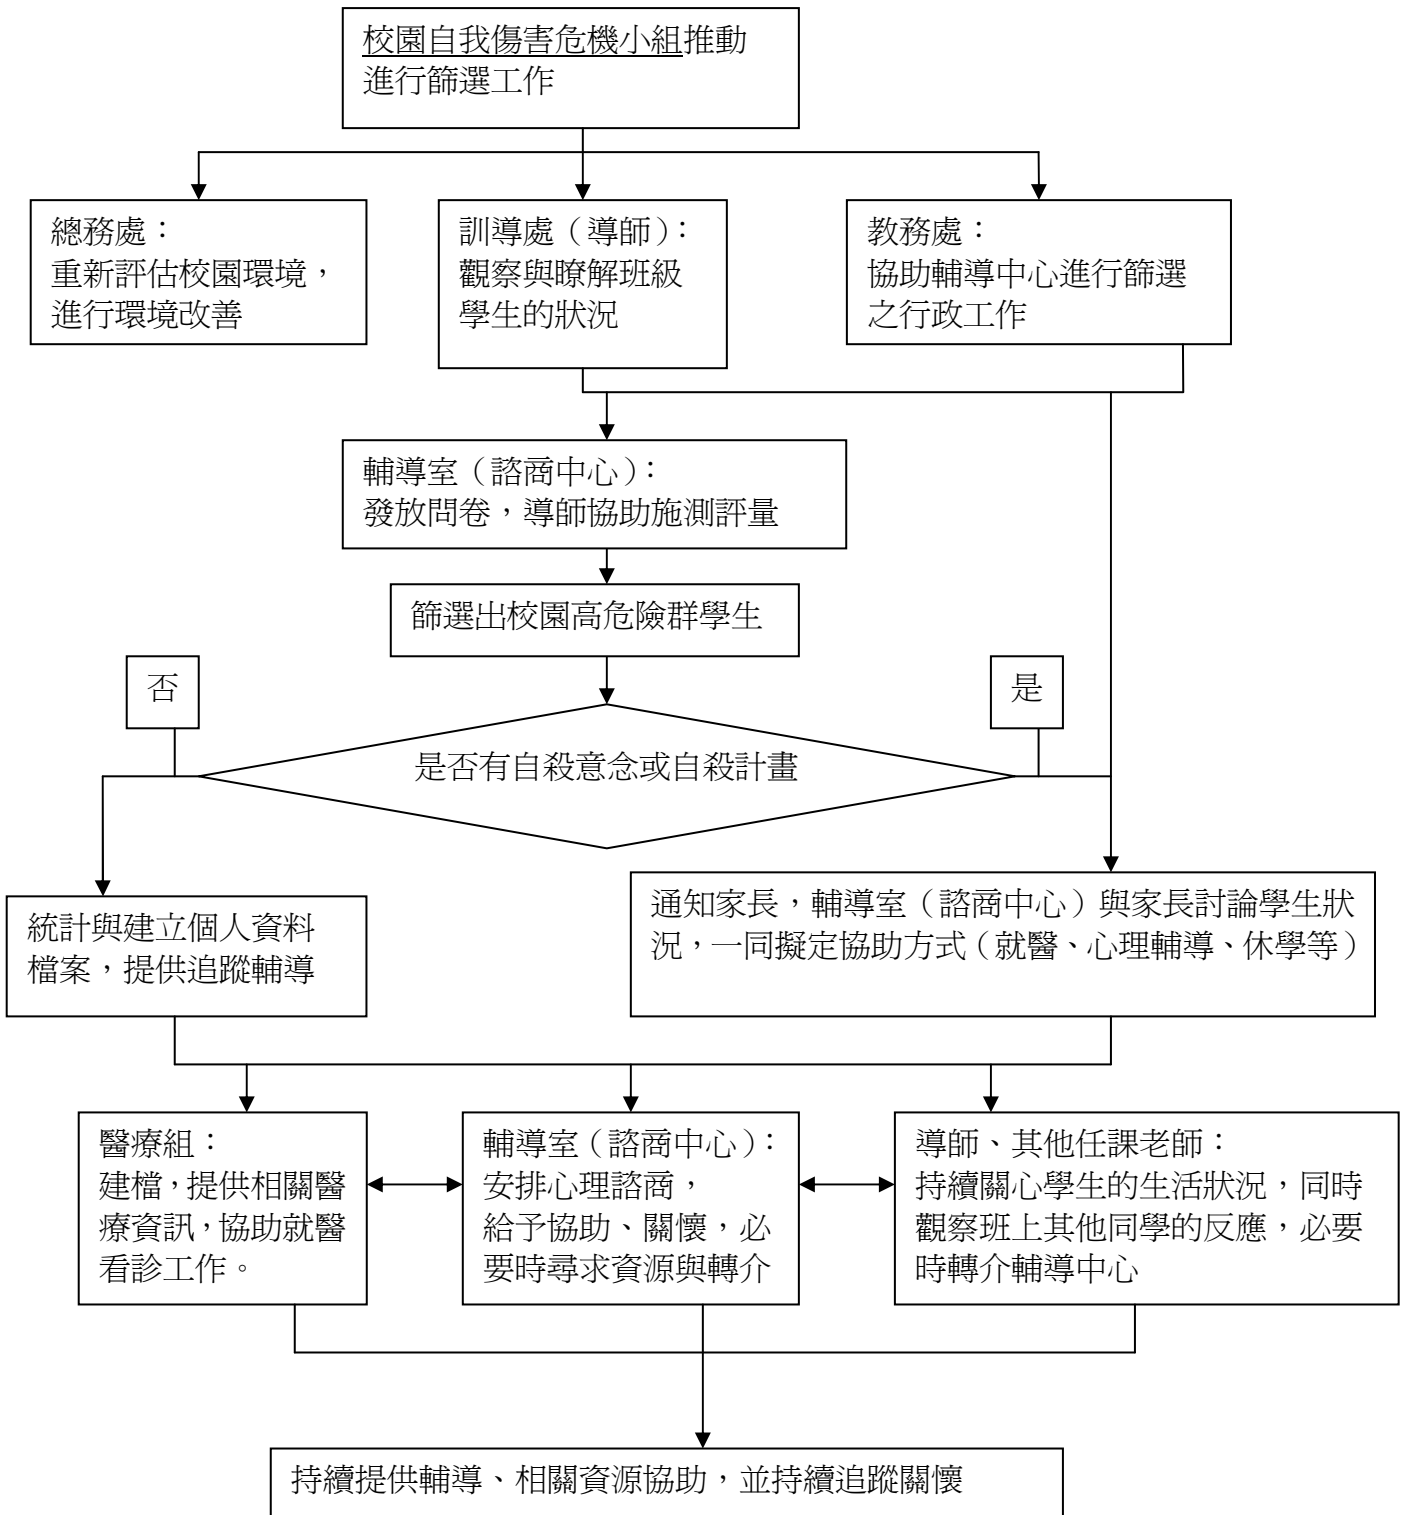 校園自我傷害危機小組推動
進行篩選工作
總務處：
重新評估校園環境，
進行環境改善
訓導處（導師）：
觀察與瞭解班級
學生的狀況
教務處：
協助輔導中心進行篩選
之行政工作
輔導室（諮商中心）：
發放問卷，導師協助施測評量
篩選出校園高危險群學生
否
是
是否有自殺意念或自殺計畫
統計與建立個人資料
檔案，提供追蹤輔導
通知家長，輔導室（諮商中心）與家長討論學生狀
況，一同擬定協助方式（就醫、心理輔導、休學等）
醫療組：
建檔，提供相關醫
療資訊，協助就醫
看診工作。
輔導室（諮商中心）：
安排心理諮商，
給予協助、關懷，必
要時尋求資源與轉介
導師、其他任課老師：
持續關心學生的生活狀況，同時
觀察班上其他同學的反應，必要
時轉介輔導中心
持續提供輔導、相關資源協助，並持續追蹤關懷